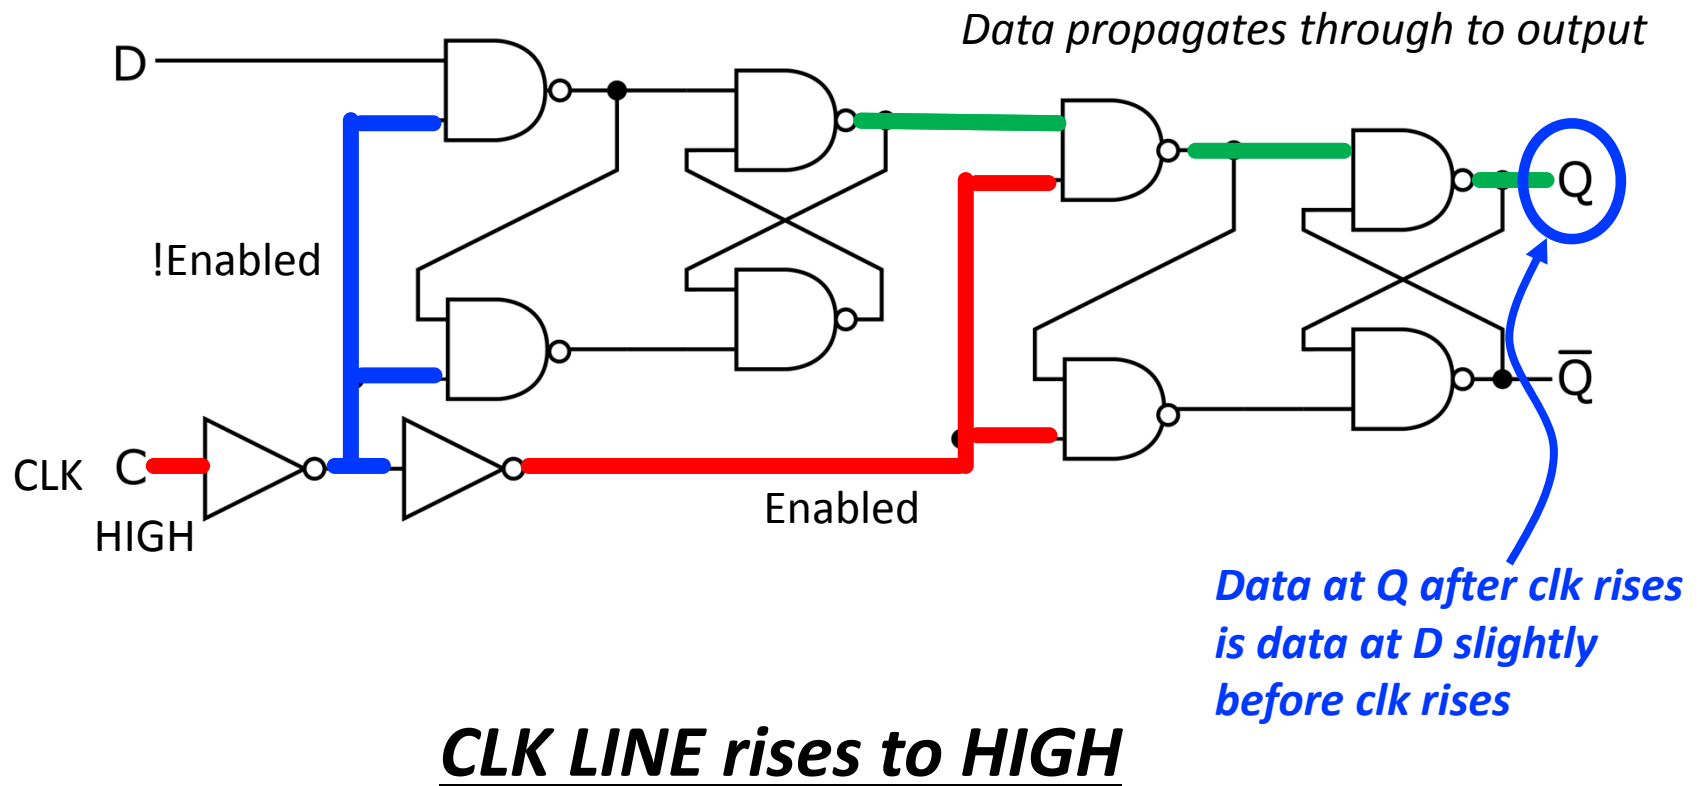 Data propagates through to output
D
Q
!Enabled
Q̅
CLK C
HIGH
Enabled
Data at Q after clk rises
is data at D slightly
before clk rises
CLK LINE rises to HIGH